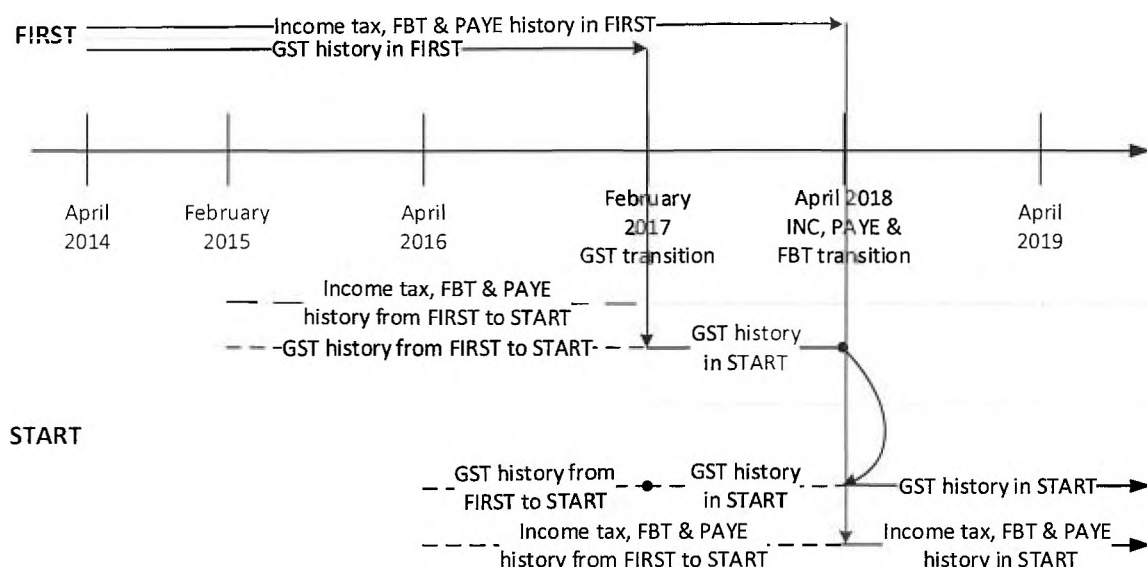 FIRST
Income tax, FBT & PAYE history in FIRST
GST history in FIRST
April
2014
February
2015
April
2016
February
2017
GST transition
April 2018
INC, PAYE &
FBT transition
April
2019
Income tax, FBT & PAYE
history from FIRST to START
GST history from FIRST to START
GST history
in START
START
GST history from
FIRST to START
GST history
in START
GST history in START
Income tax, FBT & PAYE
history from FIRST to START
Income tax, FBT & PAYE
history in START